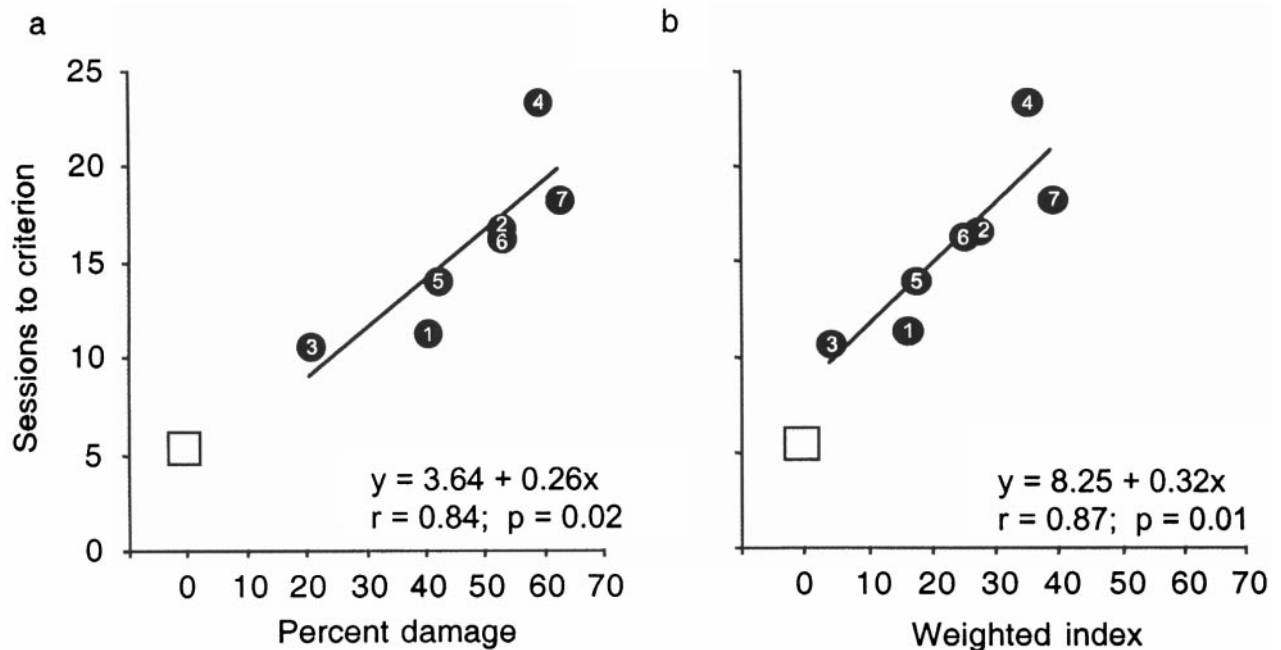 a
Sessions to criterion
25
20
15
10
5
0
4
7
2
6
5
1
3
y = 3.64 + 0.26x
r = 0.84; p = 0.02
0 10 20 30 40 50 60 70
Percent damage
b
4
7
6 2
5
1
3
y = 8.25 + 0.32x
r = 0.87; p = 0.01
0 10 20 30 40 50 60 70
Weighted index